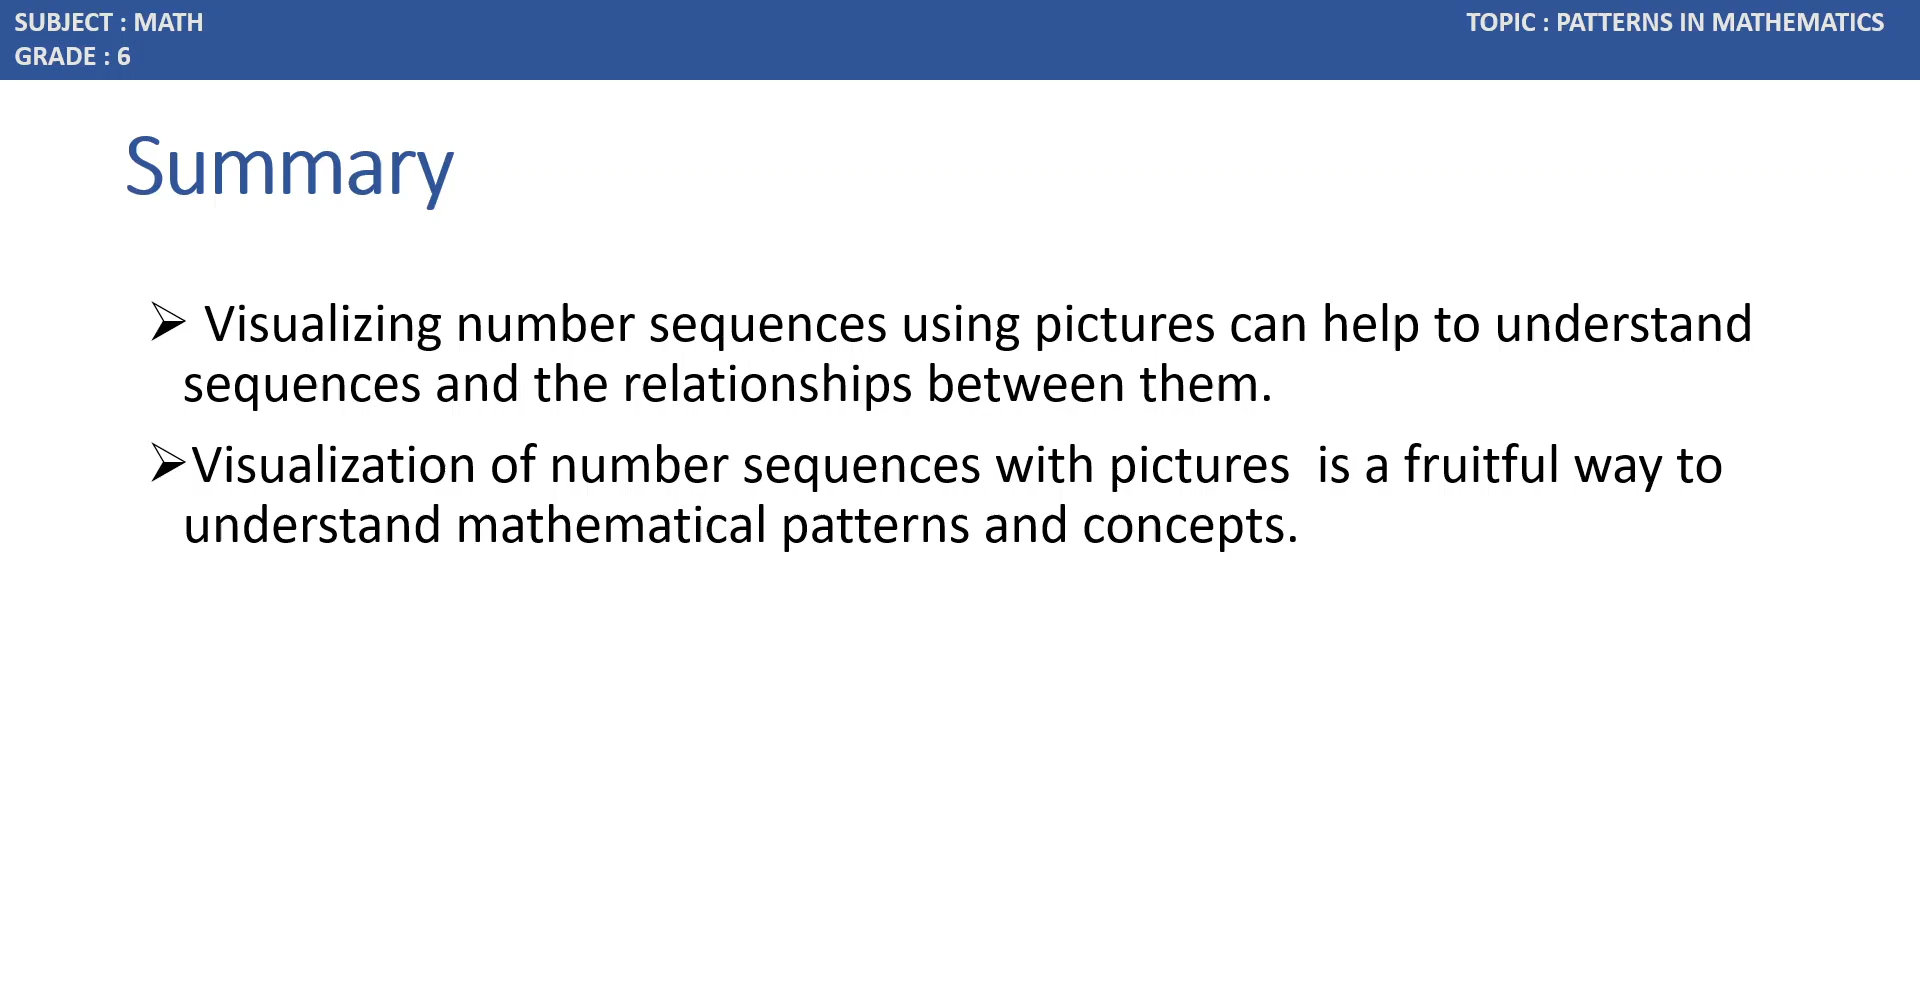 SUBJECT : MATH
GRADE : 6
TOPIC : PATTERNS IN MATHEMATICS
Summary
➢ Visualizing number sequences using pictures can help to understand
sequences and the relationships between them.
➢Visualization of number sequences with pictures  is a fruitful way to
understand mathematical patterns and concepts.